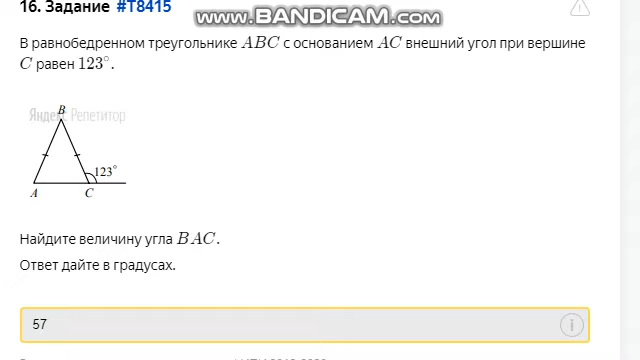 16. Задание #T8415
WWW.BANDICAM.COM
В равнобедренном треугольнике ABC с основанием AC внешний угол при вершине
C равен 123°.
Яндекс Репетитор
B
123°
A C
Найдите величину угла BAC.
Ответ дайте в градусах.
57